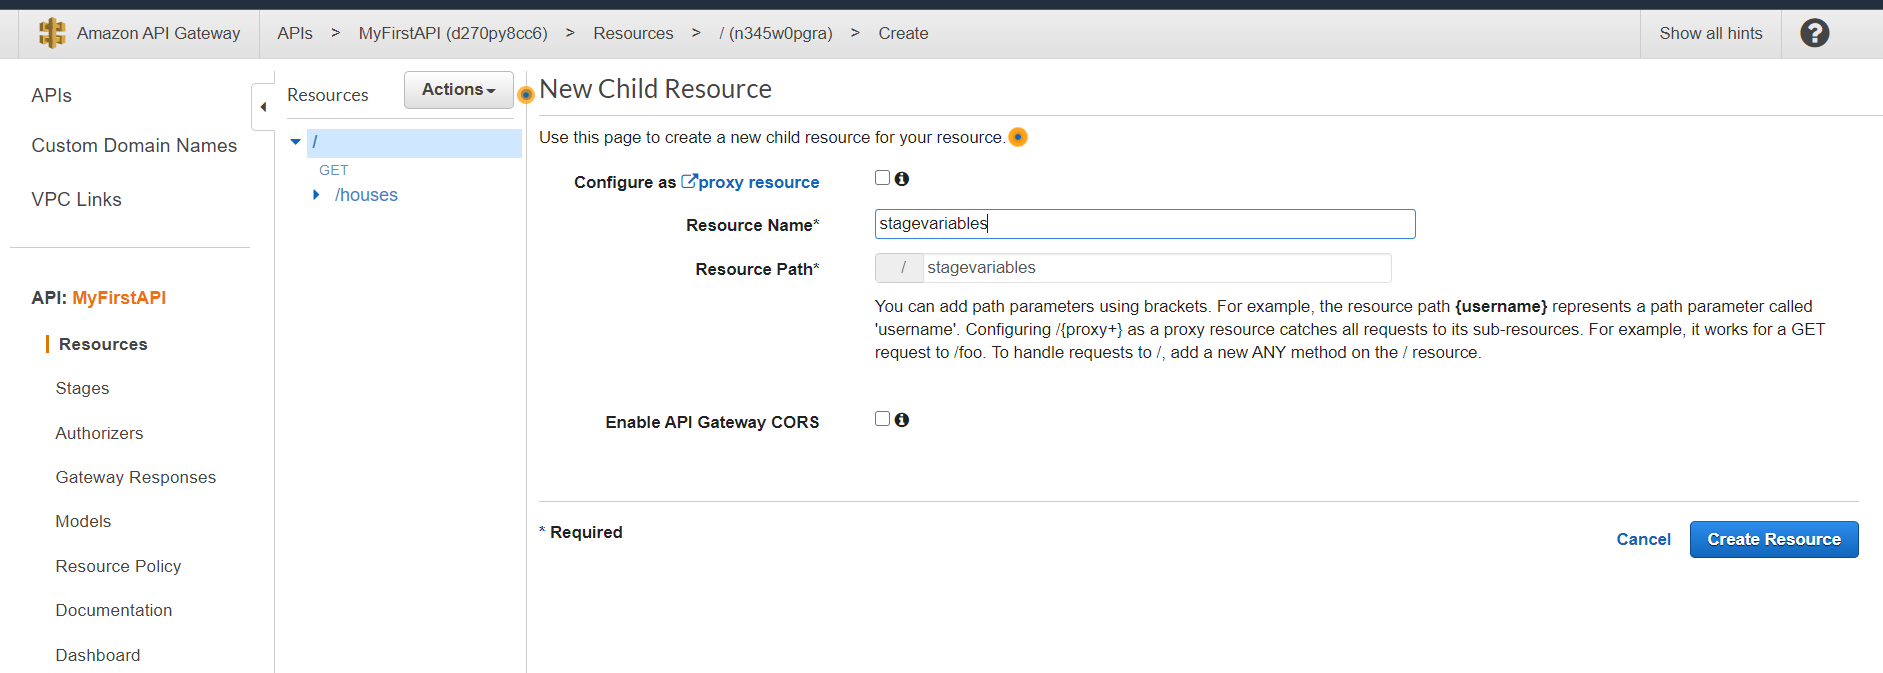 Amazon API Gateway
APIs > MyFirstAPI (d270py8cc6) > Resources > / (n345w0pgra) > Create
Show all hints
?
APIs
Custom Domain Names
VPC Links
API: MyFirstAPI
Resources
Stages
Authorizers
Gateway Responses
Models
Resource Policy
Documentation
Dashboard
Resources
Actions
/
GET
/houses
New Child Resource
Use this page to create a new child resource for your resource.
Configure as proxy resource
Resource Name* stagevariables
Resource Path* / stagevariables
You can add path parameters using brackets. For example, the resource path {username} represents a path parameter called
'username'. Configuring /{proxy+} as a proxy resource catches all requests to its sub-resources. For example, it works for a GET
request to /foo. To handle requests to /, add a new ANY method on the / resource.
Enable API Gateway CORS
* Required
Cancel
Create Resource